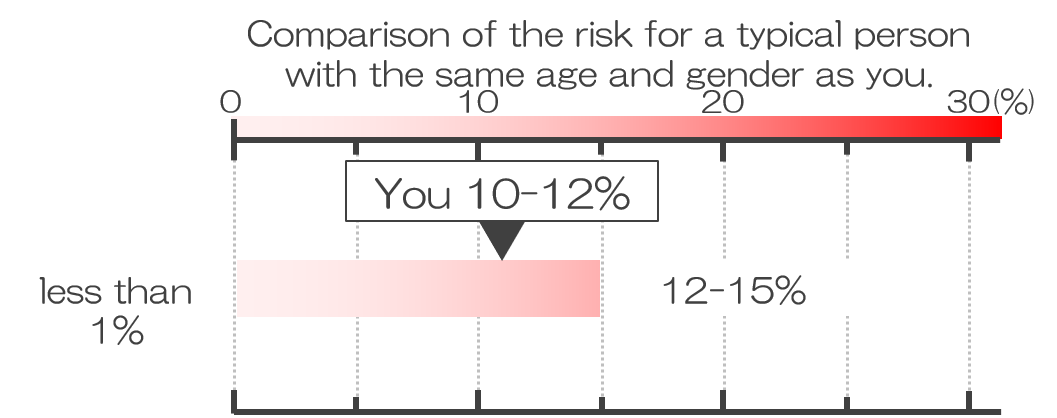 Comparison of the risk for a typical person
with the same age and gender as you.
0 10 20 30(%)
You 10-12%
less than
1%
12-15%